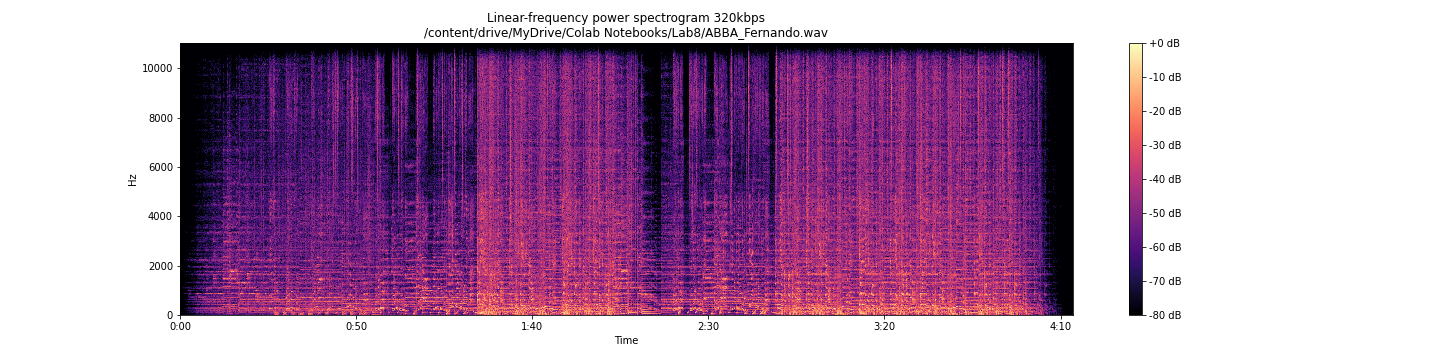 Linear-frequency power spectrogram 320kbps
/content/drive/MyDrive/Colab Notebooks/Lab8/ABBA_Fernando.wav
Hz
10000
8000
6000
4000
2000
0
0:00
0:50
1:40
2:30
3:20
4:10
Time
+0 dB
-10 dB
-20 dB
-30 dB
-40 dB
-50 dB
-60 dB
-70 dB
-80 dB